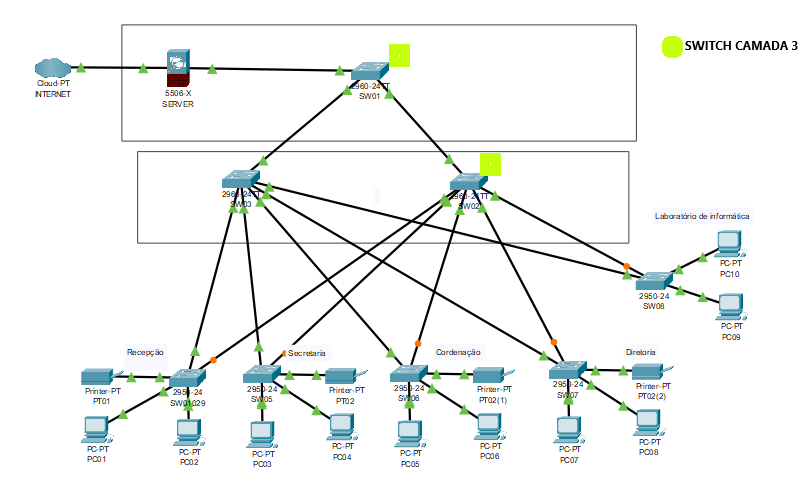 SWITCH CAMADA 3
Cloud-PT
INTERNET
5506-X
SERVER
2960-24TT
SW01
2960-24TT
SW03
2960-24TT
SW02
Laboratório de informática
PC-PT
PC10
2950-24
SW08
PC-PT
PC09
Recepção
Secretaria
Cordenação
Diretoria
Printer-PT
PT01
2950-24
SW01029
2950-24
SW05
Printer-PT
PT02
2950-24
SW06
Printer-PT
PT02(1)
2950-24
SW07
Printer-PT
PT02(2)
PC-PT
PC01
PC-PT
PC02
PC-PT
PC03
PC-PT
PC04
PC-PT
PC05
PC-PT
PC06
PC-PT
PC07
PC-PT
PC08